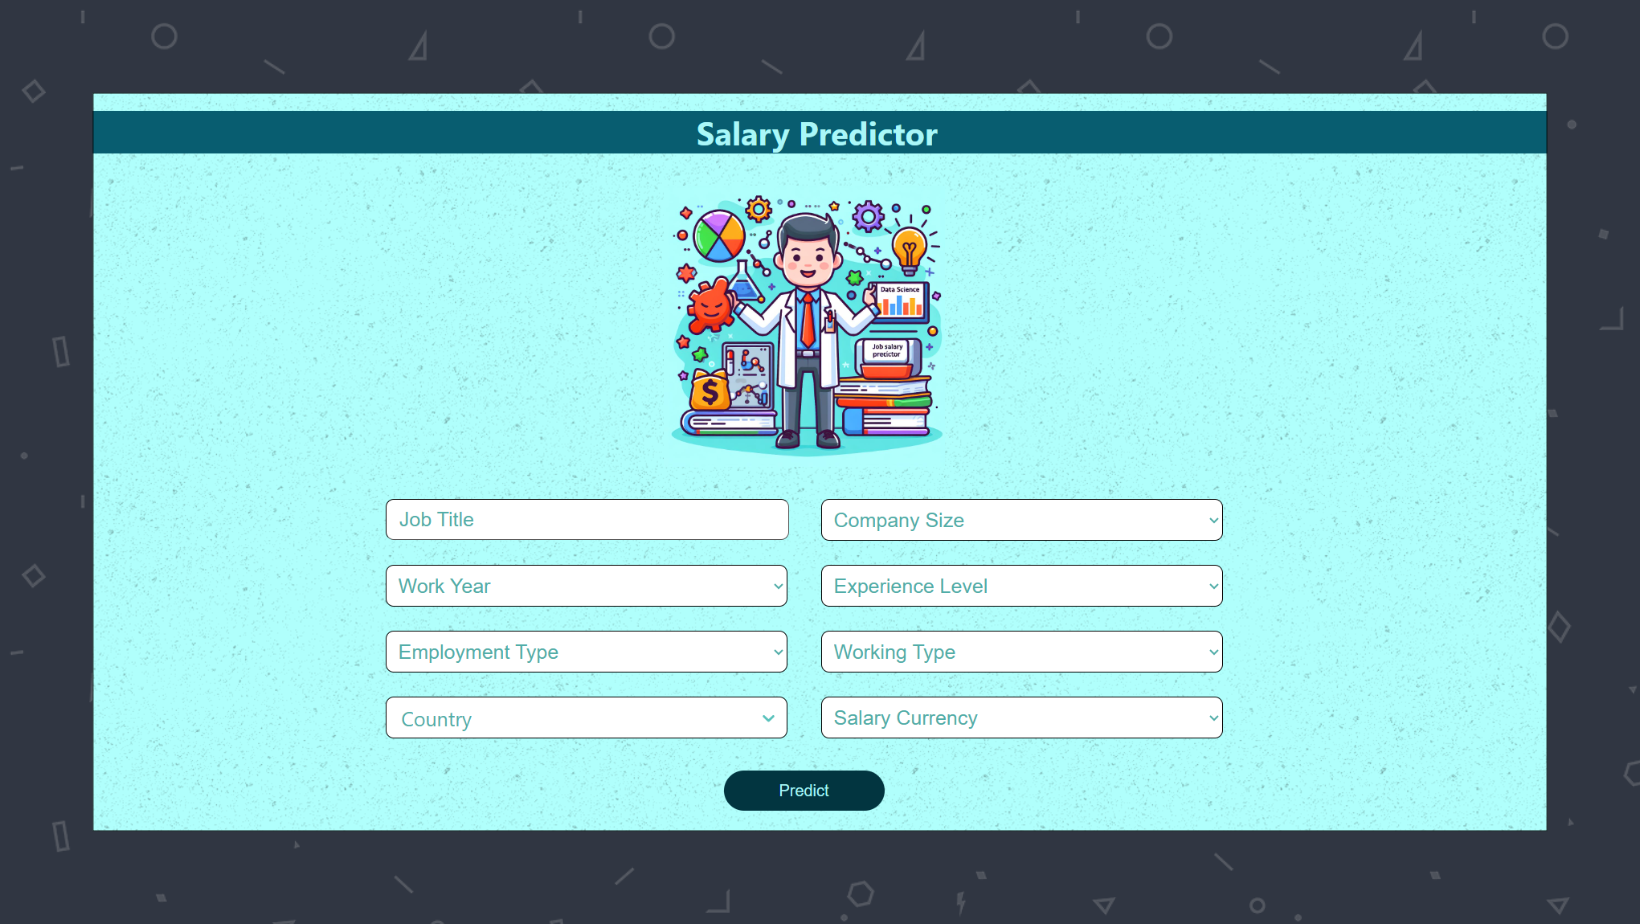 Salary Predictor
Data Science
Job salary
predictor
$
Job Title
Company Size
Work Year
Experience Level
Employment Type
Working Type
Country
Salary Currency
Predict